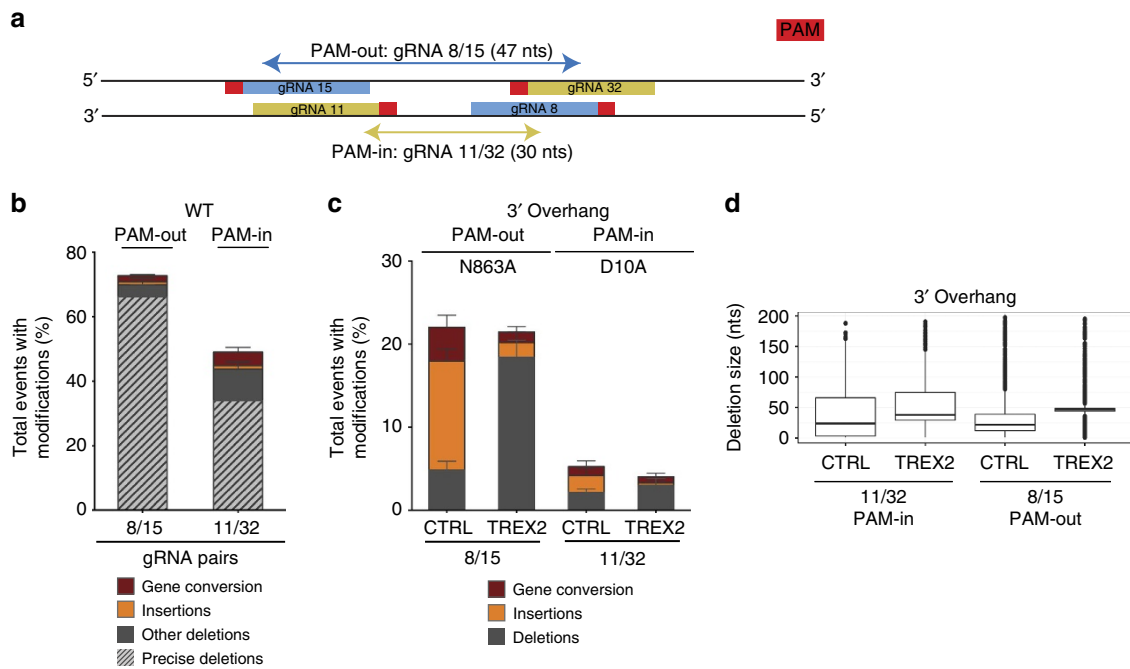 a
PAM
PAM-out: gRNA 8/15 (47 nts)
5′ 3′
gRNA 15 gRNA 32
gRNA 11 gRNA 8
3′ 5′
PAM-in: gRNA 11/32 (30 nts)
b
WT
PAM-out PAM-in
80
60
40
20
0
Total events with
modifications (%)
8/15 11/32
gRNA pairs
Gene conversion
Insertions
Other deletions
Precise deletions
c
3′ Overhang
PAM-out PAM-in
N863A D10A
30
20
10
0
Total events with
modifications (%)
CTRL TREX2 CTRL TREX2
8/15 11/32
Gene conversion
Insertions
Deletions
d
3′ Overhang
200
150
100
50
0
Deletion size (nts)
CTRL TREX2 CTRL TREX2
11/32 8/15
PAM-in PAM-out